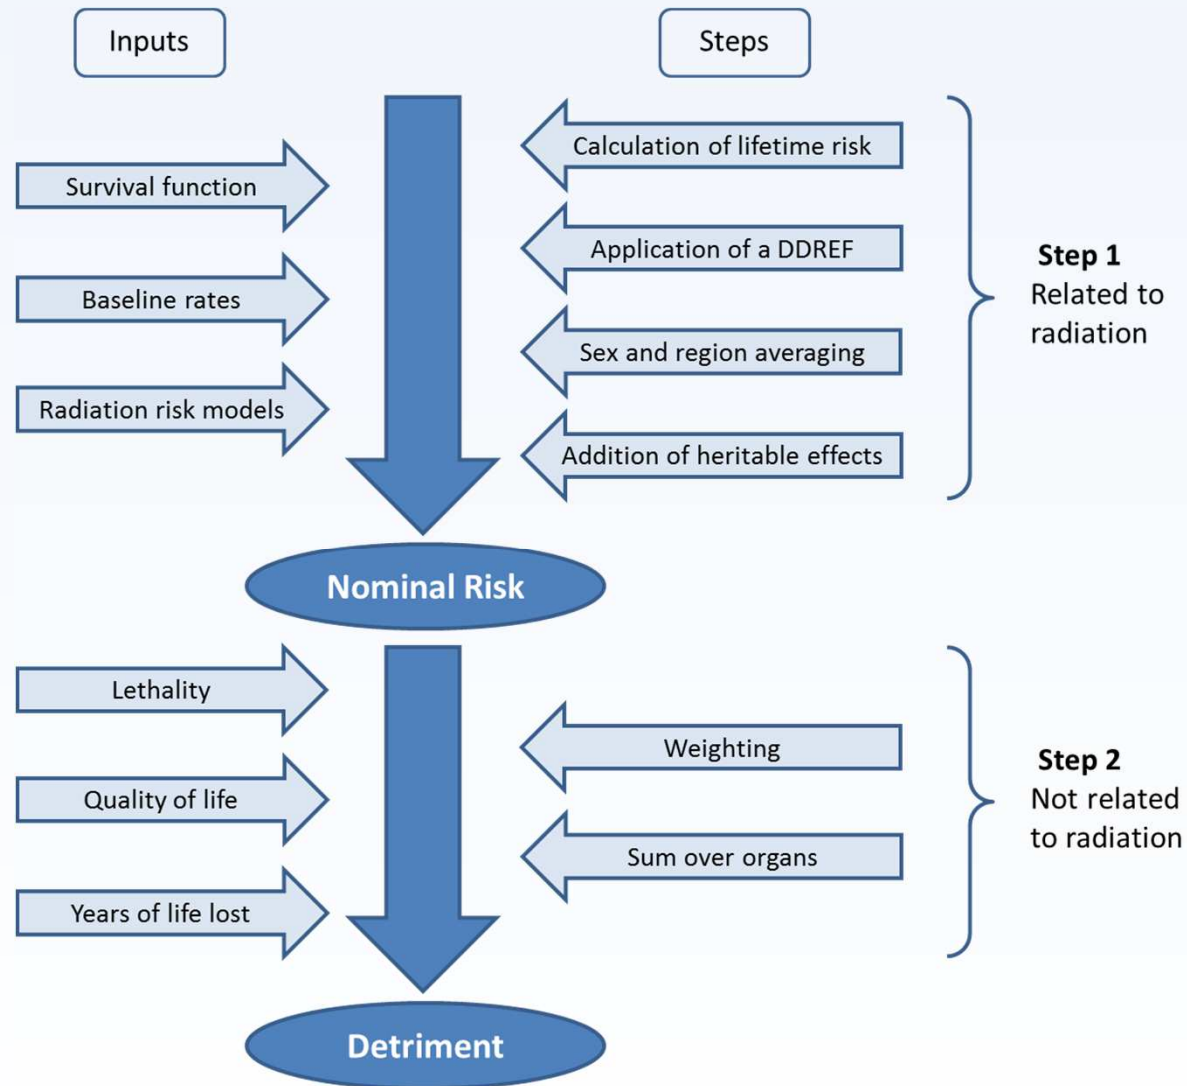 Inputs
Steps
Calculation of lifetime risk
Survival function
Application of a DDREF
Step 1
Related to
radiation
Baseline rates
Sex and region averaging
Radiation risk models
Addition of heritable effects
Nominal Risk
Lethality
Weighting
Step 2
Not related
to radiation
Quality of life
Sum over organs
Years of life lost
Detriment